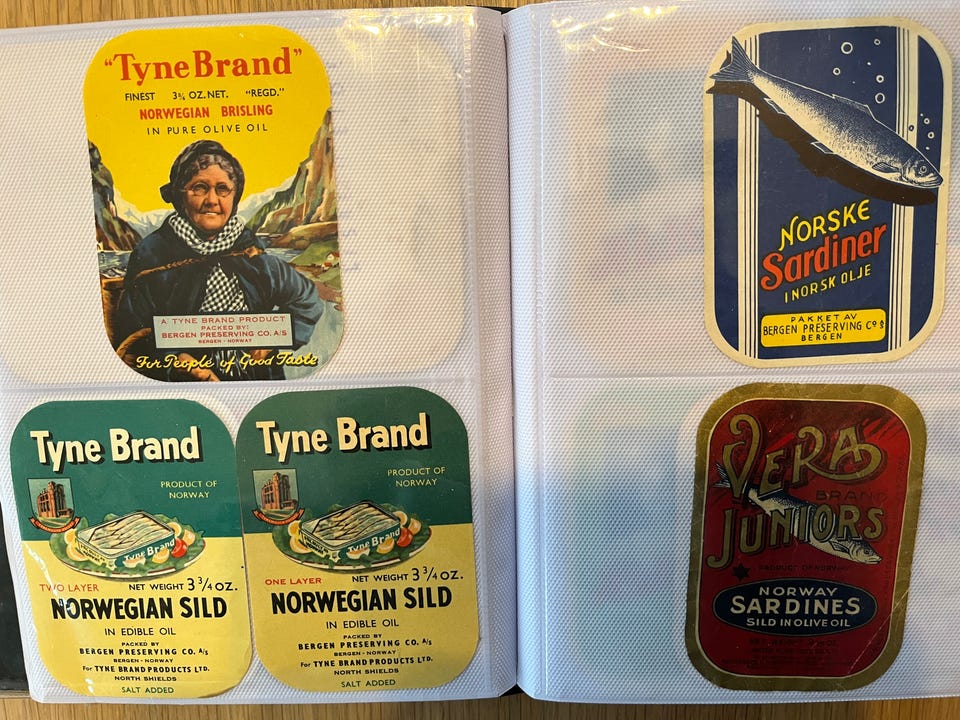 "Tyne Brand"
FINEST 3¾ OZ. NET. "REGD."
NORWEGIAN BRISLING
IN PURE OLIVE OIL
A TYNE BRAND PRODUCT
PACKED BY:
BERGEN PRESERVING CO. A/S
BERGEN - NORWAY
For People of Good Taste
Tyne Brand
PRODUCT OF
NORWAY
Tyne Brand
TWO LAYER NET WEIGHT 3¾ OZ.
NORWEGIAN SILD
IN EDIBLE OIL
PACKED BY
BERGEN PRESERVING CO. A/S
BERGEN - NORWAY
For TYNE BRAND PRODUCTS LTD.
NORTH SHIELDS
SALT ADDED
Tyne Brand
PRODUCT OF
NORWAY
Tyne Brand
ONE LAYER NET WEIGHT 3¾ OZ.
NORWEGIAN SILD
IN EDIBLE OIL
PACKED BY
BERGEN PRESERVING CO. A/S
BERGEN - NORWAY
For TYNE BRAND PRODUCTS LTD.
NORTH SHIELDS
SALT ADDED
NORSKE
Sardiner
I NORSK OLJE
PAKKET AV
BERGEN PRESERVING Co $
BERGEN
VERA
BRAND
JUNIORS
PRODUCT OF NORWAY
NORWAY
SARDINES
SILD IN OLIVE OIL